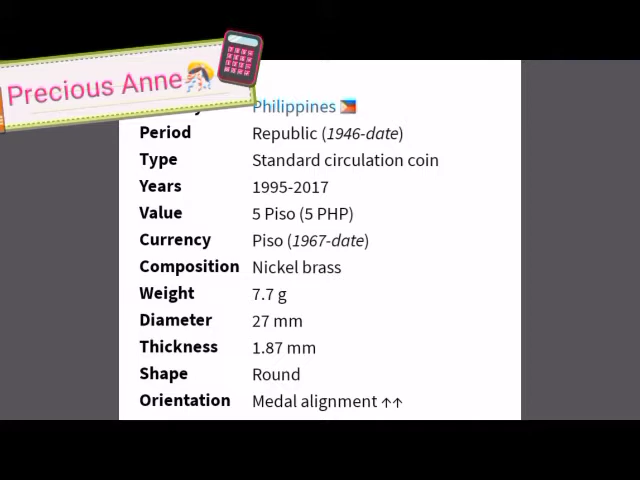 Precious Anne
Philippines
Period Republic (1946-date)
Type Standard circulation coin
Years 1995-2017
Value 5 Piso (5 PHP)
Currency Piso (1967-date)
Composition Nickel brass
Weight 7.7 g
Diameter 27 mm
Thickness 1.87 mm
Shape Round
Orientation Medal alignment ↑↑